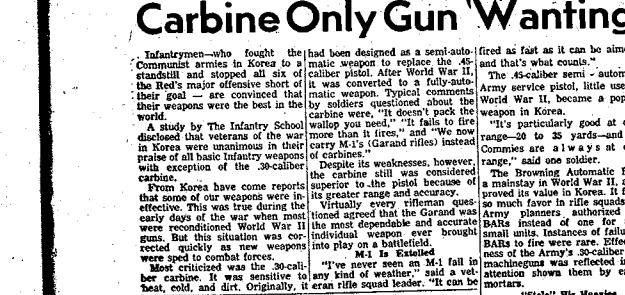 Carbine Only Gun 'Wanting
Infantrymen—who fought the
Communist armies in Korea to a
standstill and stopped all six of
the Red's major offensive short of
their goal — are convinced that
their weapons were the best in the
world.
A study by The Infantry School
disclosed that veterans of the war
in Korea were unanimous in their
praise of all basic Infantry weapons
with exception of the .30-caliber
carbine.
From Korea have come reports
that some of our weapons were in-
effective. This was true during the
early days of the war when most
were reconditioned World War II
guns. But this situation was cor-
rected quickly as new weapons
were sped to combat forces.
Most criticized was the .30-cali-
ber carbine. It was sensitive to
heat, cold, and dirt. Originally, it
had been designed as a semi-auto-
matic weapon to replace the .45-
caliber pistol. After World War II,
it was converted to a fully-auto-
matic weapon. Typical comments
by soldiers questioned about the
carbine were, "It doesn't pack the
wallop you need," "It fails to fire
more than it fires," and "We now
carry M-1's (Garand rifles) instead
of carbines."
Despite its weaknesses, however,
the carbine still was considered
superior to the pistol because of
its greater range and accuracy.
Virtually every rifleman ques-
tioned agreed that the Garand was
the most dependable and accurate
individual weapon ever brought
into play on a battlefield.
M-1 Is Extolled
"I've never seen an M-1 fail in
any kind of weather," said a vet-
eran rifle squad leader. "It can be
fired as fast as it can be aim
and that's what counts."
The .45-caliber semi - autom
Army service pistol, little use
World War II, became a pop
weapon in Korea.
"It's particularly good at c
range—20 to 35 yards—and
Commies are always at c
range," said one soldier.
The Browning Automatic R
a mainstay in World War II, a
proved its value in Korea. It f
so much favor in rifle squads
Army planners authorized
BARs instead of one for
small units. Instances of failu
BARs to fire were rare. Effe
ness of the Army's .30-caliber
machineguns was reflected in
attention shown them by e
mortars.